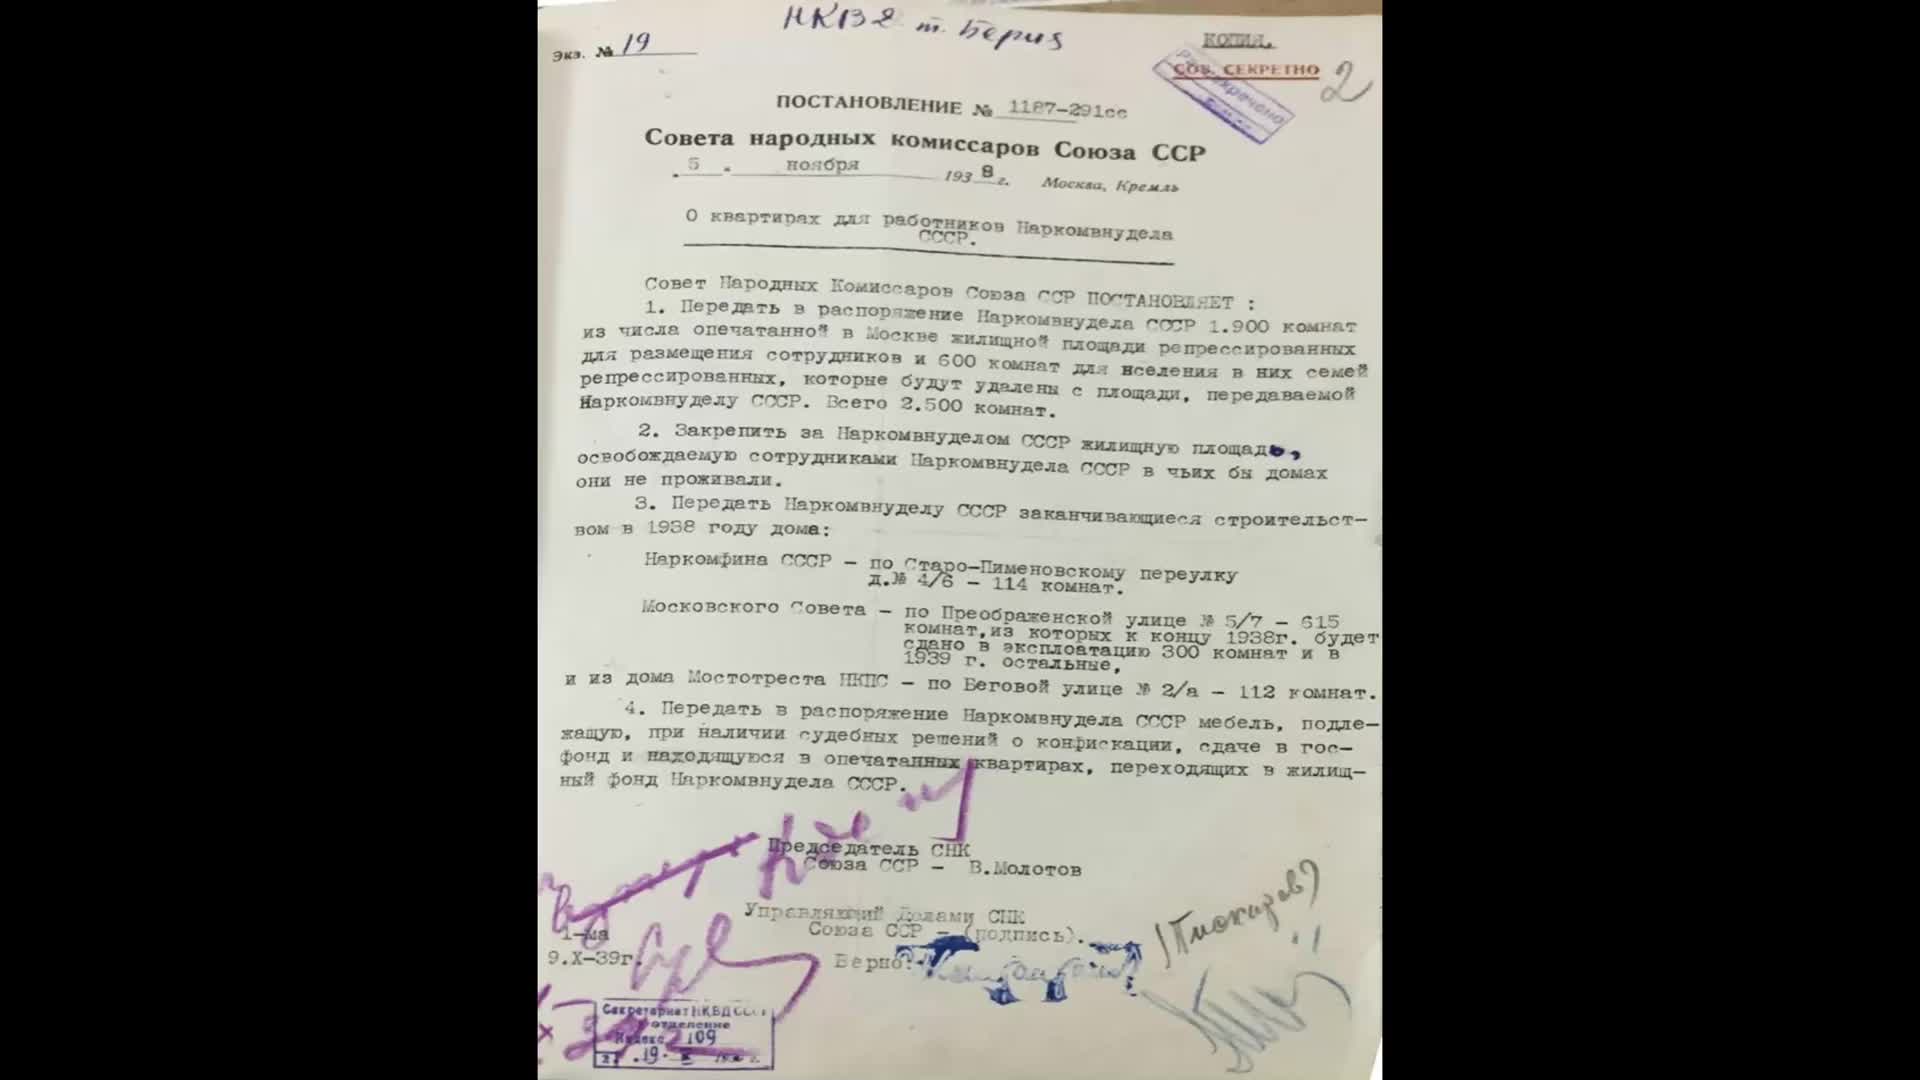 НКВД т. Берия
Экз. № 19
КОПИЯ.
СОВ. СЕКРЕТНО
2
Рассекречено
ПОСТАНОВЛЕНИЕ № 1187-291сс
Совета народных комиссаров Союза ССР
„5" ноября 1938 г. Москва, Кремль
О квартирах для работников Наркомвнудела
СССР.
Совет Народных Комиссаров Союза ССР ПОСТАНОВЛЯЕТ :
1. Передать в распоряжение Наркомвнудела СССР 1.900 комнат
из числа опечатанной в Москве жилищной площади репрессированных
для размещения сотрудников и 600 комнат для вселения в них семей
репрессированных, которые будут удалены с площади, передаваемой
Наркомвнуделу СССР. Всего 2.500 комнат.
2. Закрепить за Наркомвнуделом СССР жилищную площадь,
освобождаемую сотрудниками Наркомвнудела СССР в чьих бы домах
они не проживали.
3. Передать Наркомвнуделу СССР заканчивающиеся строительст-
вом в 1938 году дома:
Наркомфина СССР - по Старо-Пименовскому переулку
д.№ 4/6 - 114 комнат.
Московского Совета - по Преображенской улице № 5/7 - 615
комнат,из которых к концу 1938г. будет
сдано в эксплоатацию 300 комнат и в
1939 г. остальные,
и из дома Мостотреста НКПС - по Беговой улице № 2/а - 112 комнат.
4. Передать в распоряжение Наркомвнудела СССР мебель, подле-
жащую, при наличии судебных решений о конфискации, сдаче в гос-
фонд и находящуюся в опечатанных квартирах, переходящих в жилищ-
ный фонд Наркомвнудела СССР.
Председатель СНК
Союза ССР - В.Молотов
Управляющий Делами СНК
Союза ССР - (подпись).
1-ма
9.X-39г.
Верно:
(Пискарев)
Секретариат НКВД СССР
отделение
Индекс 109
19